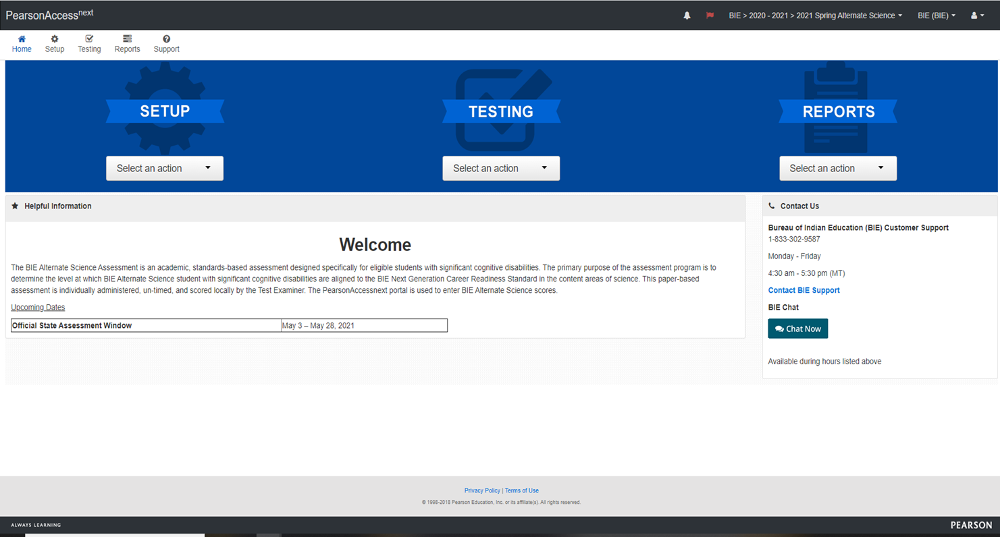 PearsonAccessnext
BIE > 2020 - 2021 > 2021 Spring Alternate Science
BIE (BIE)
Home
Setup
Testing
Reports
Support
SETUP
TESTING
REPORTS
Select an action
Select an action
Select an action
Helpful Information
Welcome
The BIE Alternate Science Assessment is an academic, standards-based assessment designed specifically for eligible students with significant cognitive disabilities. The primary purpose of the assessment program is to
determine the level at which BIE Alternate Science student with significant cognitive disabilities are aligned to the BIE Next Generation Career Readiness Standard in the content areas of science. This paper-based
assessment is individually administered, un-timed, and scored locally by the Test Examiner. The PearsonAccessnext portal is used to enter BIE Alternate Science scores.
Upcoming Dates
Official State Assessment Window
May 3 – May 28, 2021
Contact Us
Bureau of Indian Education (BIE) Customer Support
1-833-302-9587
Monday - Friday
4:30 am - 5:30 pm (MT)
Contact BIE Support
BIE Chat
Chat Now
Available during hours listed above
Privacy Policy | Terms of Use
© 1998-2018 Pearson Education, Inc. or its affiliate(s). All rights reserved.
ALWAYS LEARNING
PEARSON